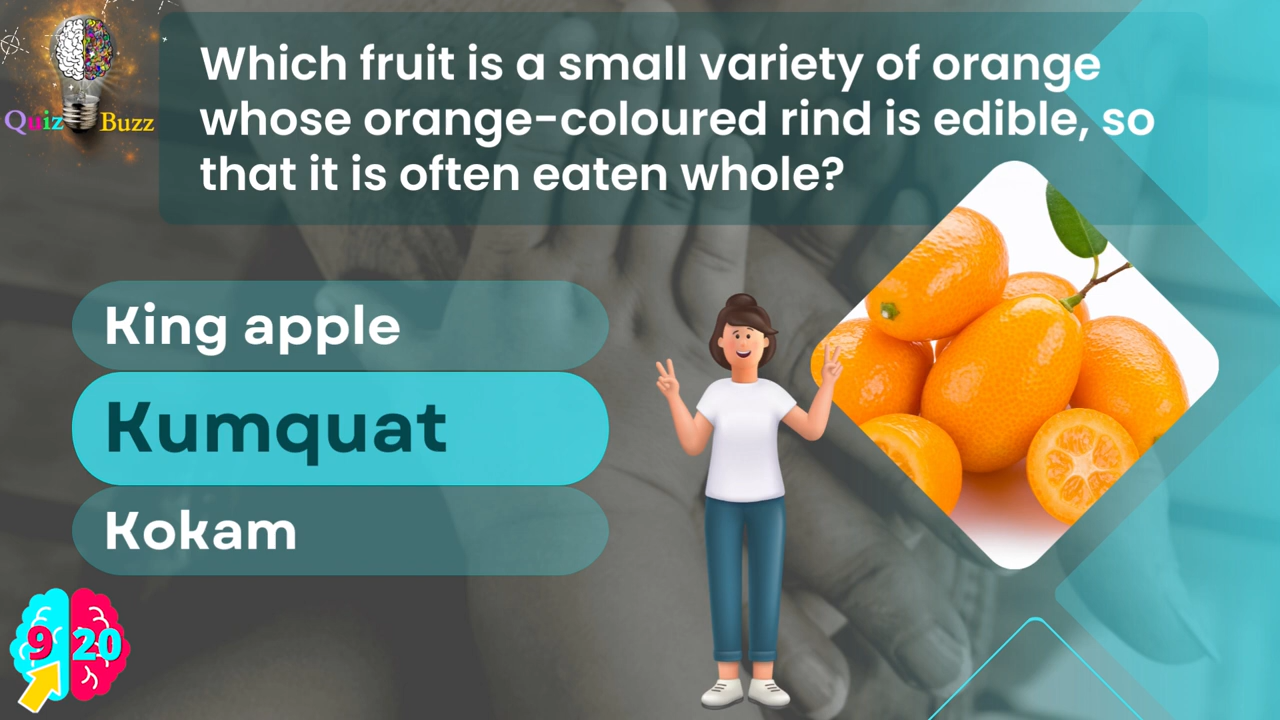 Quiz Buzz
Which fruit is a small variety of orange
whose orange-coloured rind is edible, so
that it is often eaten whole?
King apple
Kumquat
Kokam
9 20